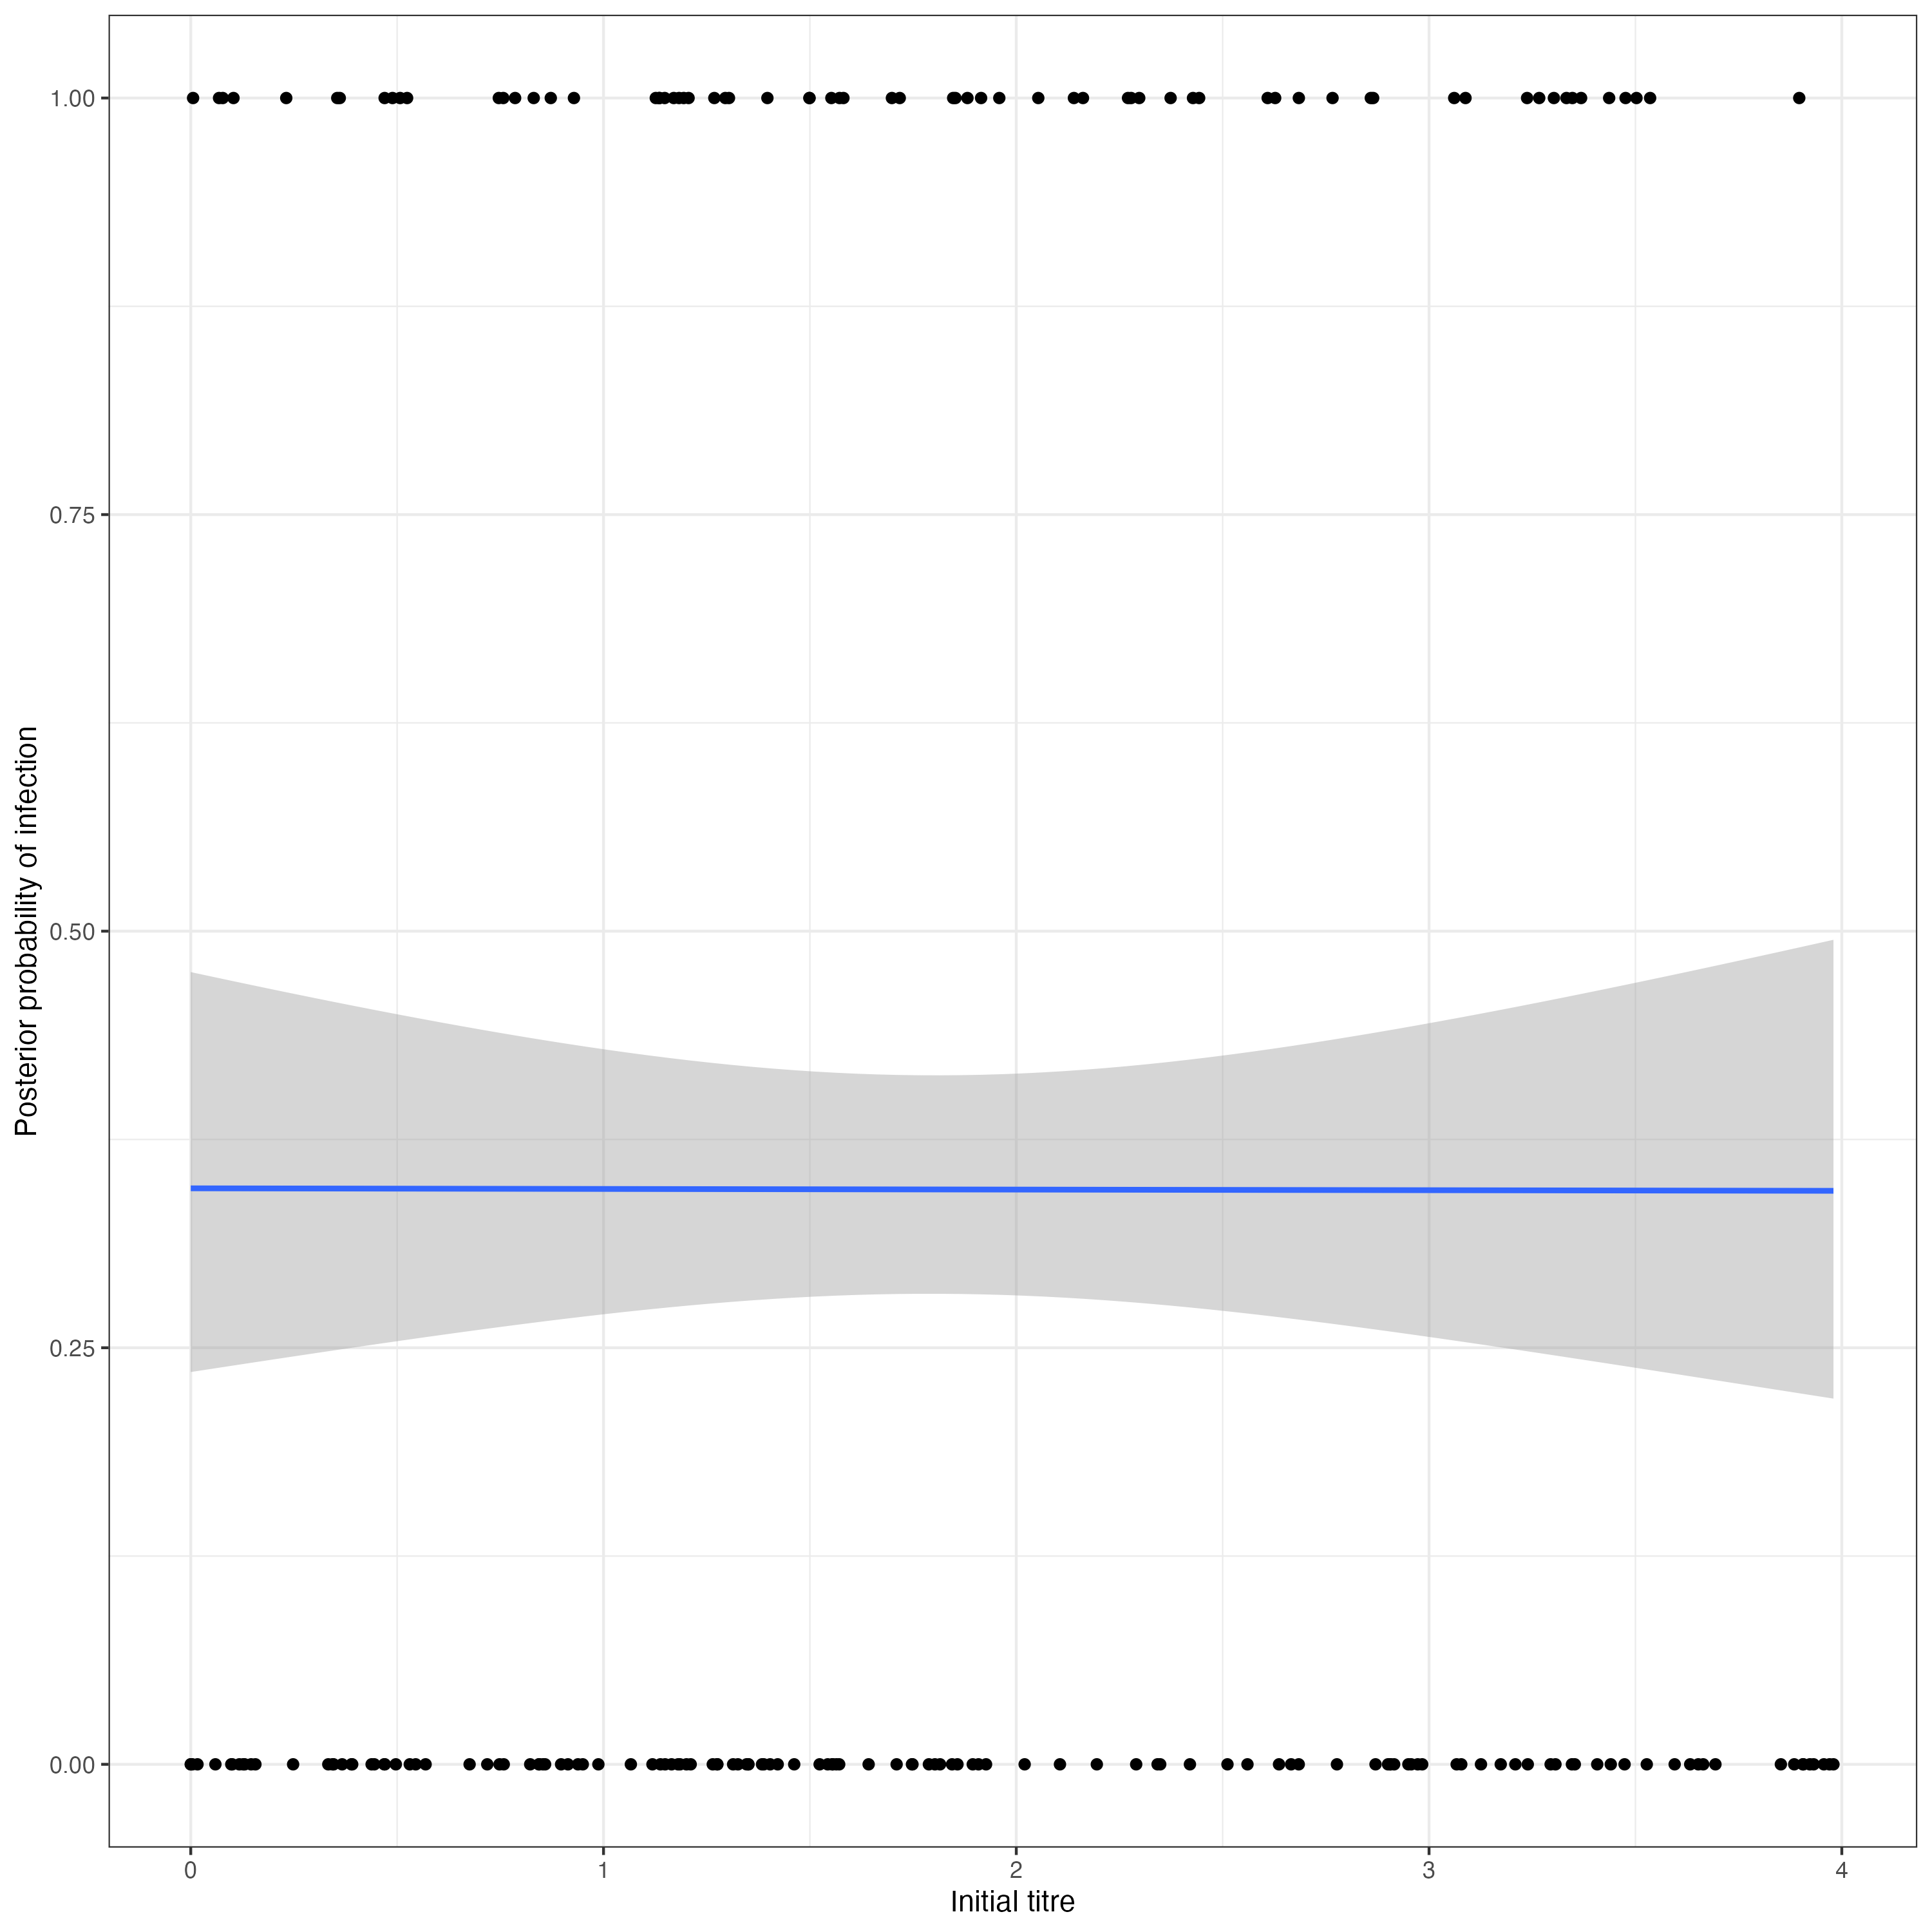 Posterior probability of infection
1.00
0.75
0.50
0.25
0.00
0 1 2 3 4
Initial titre